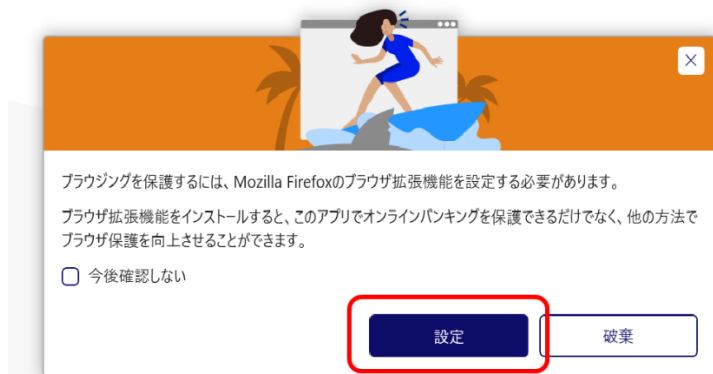 ブラウジングを保護するには、Mozilla Firefoxのブラウザ拡張機能を設定する必要があります。
ブラウザ拡張機能をインストールすると、このアプリでオンラインバンキングを保護できるだけでなく、他の方法で
ブラウザ保護を向上させることができます。
今後確認しない
設定
破棄